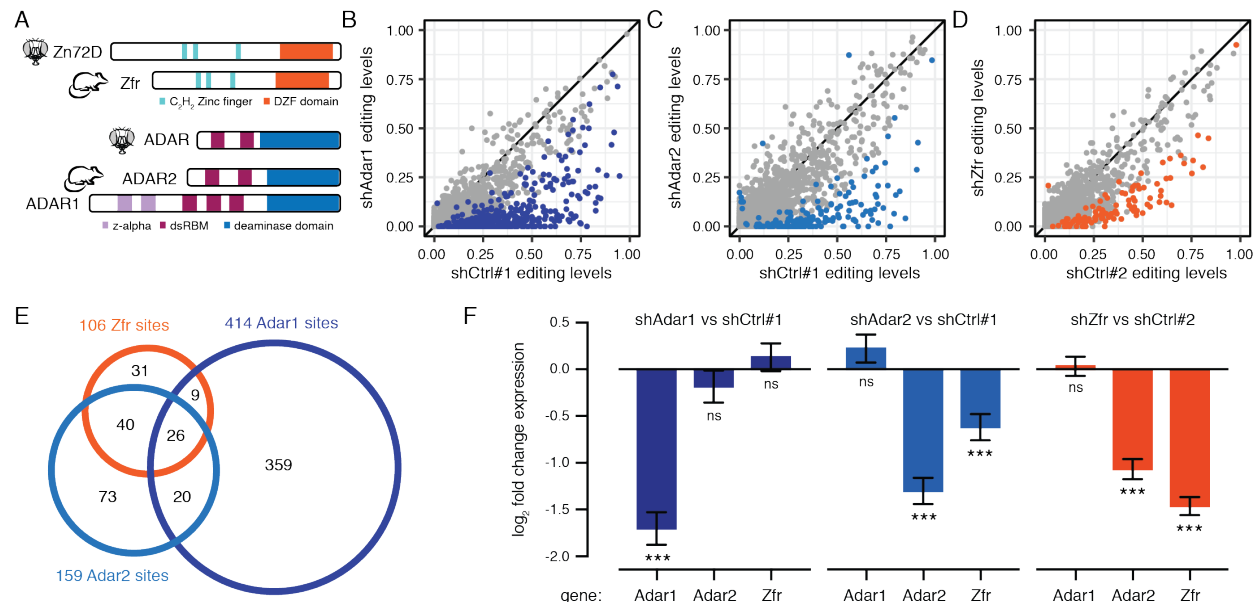 A
Zn72D
Zfr
C2H2 Zinc finger DZF domain
ADAR
ADAR2
ADAR1
z-alpha dsRBM deaminase domain
B
shAdar1 editing levels
1.00
0.75
0.50
0.25
0.00
0.00 0.25 0.50 0.75 1.00
shCtrl#1 editing levels
C
shAdar2 editing levels
1.00
0.75
0.50
0.25
0.00
0.00 0.25 0.50 0.75 1.00
shCtrl#1 editing levels
D
shZfr editing levels
1.00
0.75
0.50
0.25
0.00
0.00 0.25 0.50 0.75 1.00
shCtrl#2 editing levels
E
106 Zfr sites
414 Adar1 sites
31
9
40
26
359
73
20
159 Adar2 sites
F
log2 fold change expression
0.5
0.0
-0.5
-1.0
-1.5
-2.0
shAdar1 vs shCtrl#1
***
ns
ns
shAdar2 vs shCtrl#1
ns
***
***
shZfr vs shCtrl#2
ns
***
***
gene: Adar1 Adar2 Zfr Adar1 Adar2 Zfr Adar1 Adar2 Zfr